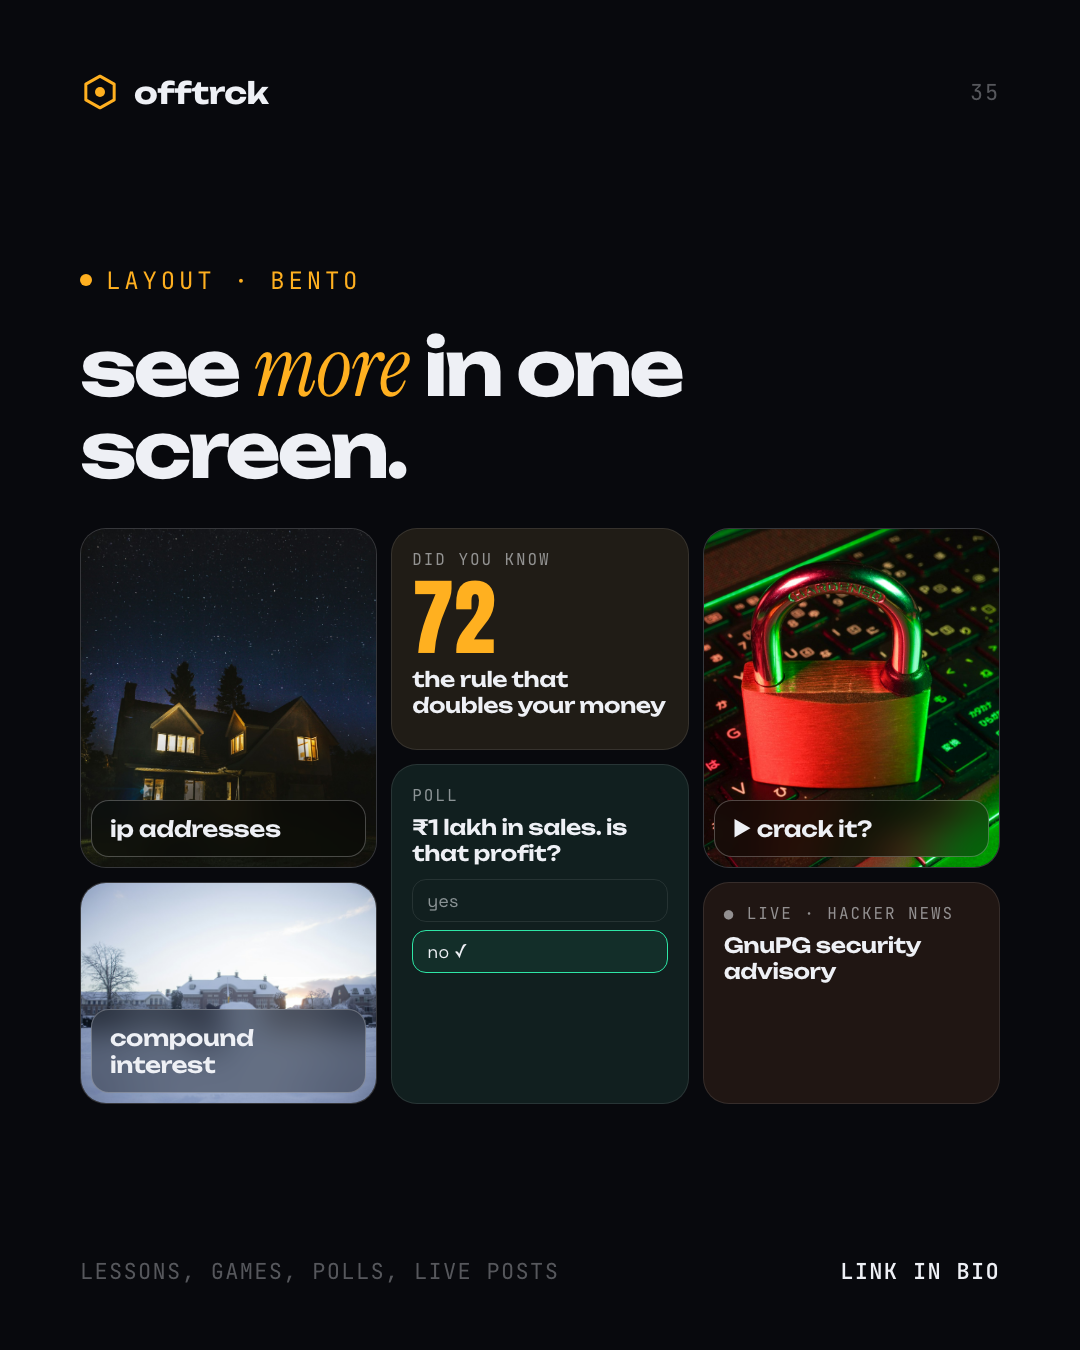 offtrck
35
LAYOUT · BENTO
see more in one
screen.
ip addresses
compound
interest
DID YOU KNOW
72
the rule that
doubles your money
POLL
₹1 lakh in sales. is
that profit?
yes
no ✓
▶ crack it?
● LIVE · HACKER NEWS
GnuPG security
advisory
LESSONS, GAMES, POLLS, LIVE POSTS
LINK IN BIO